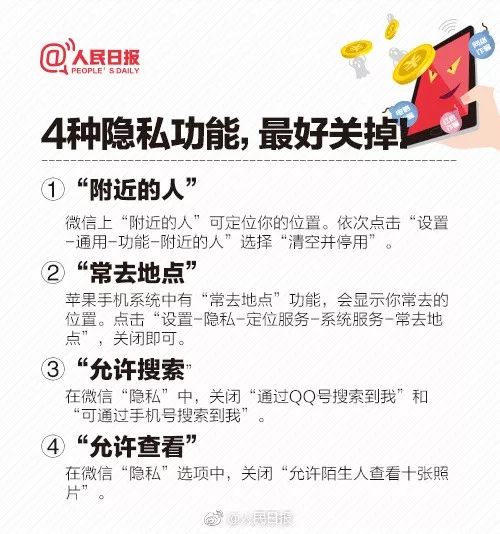 @人民日报
PEOPLE'S DAILY
4种隐私功能，最好关掉！
① “附近的人”
微信上“附近的人”可定位你的位置。依次点击“设置
-通用-功能-附近的人”选择“清空并停用”。
② “常去地点”
苹果手机系统中有“常去地点”功能，会显示你常去的
位置。点击“设置-隐私-定位服务-系统服务-常去地
点”，关闭即可。
③ “允许搜索”
在微信“隐私”中，关闭“通过QQ号搜索到我”和
“可通过手机号搜索到我”。
④ “允许查看”
在微信“隐私”选项中，关闭“允许陌生人查看十张照
片”。
@人民日报